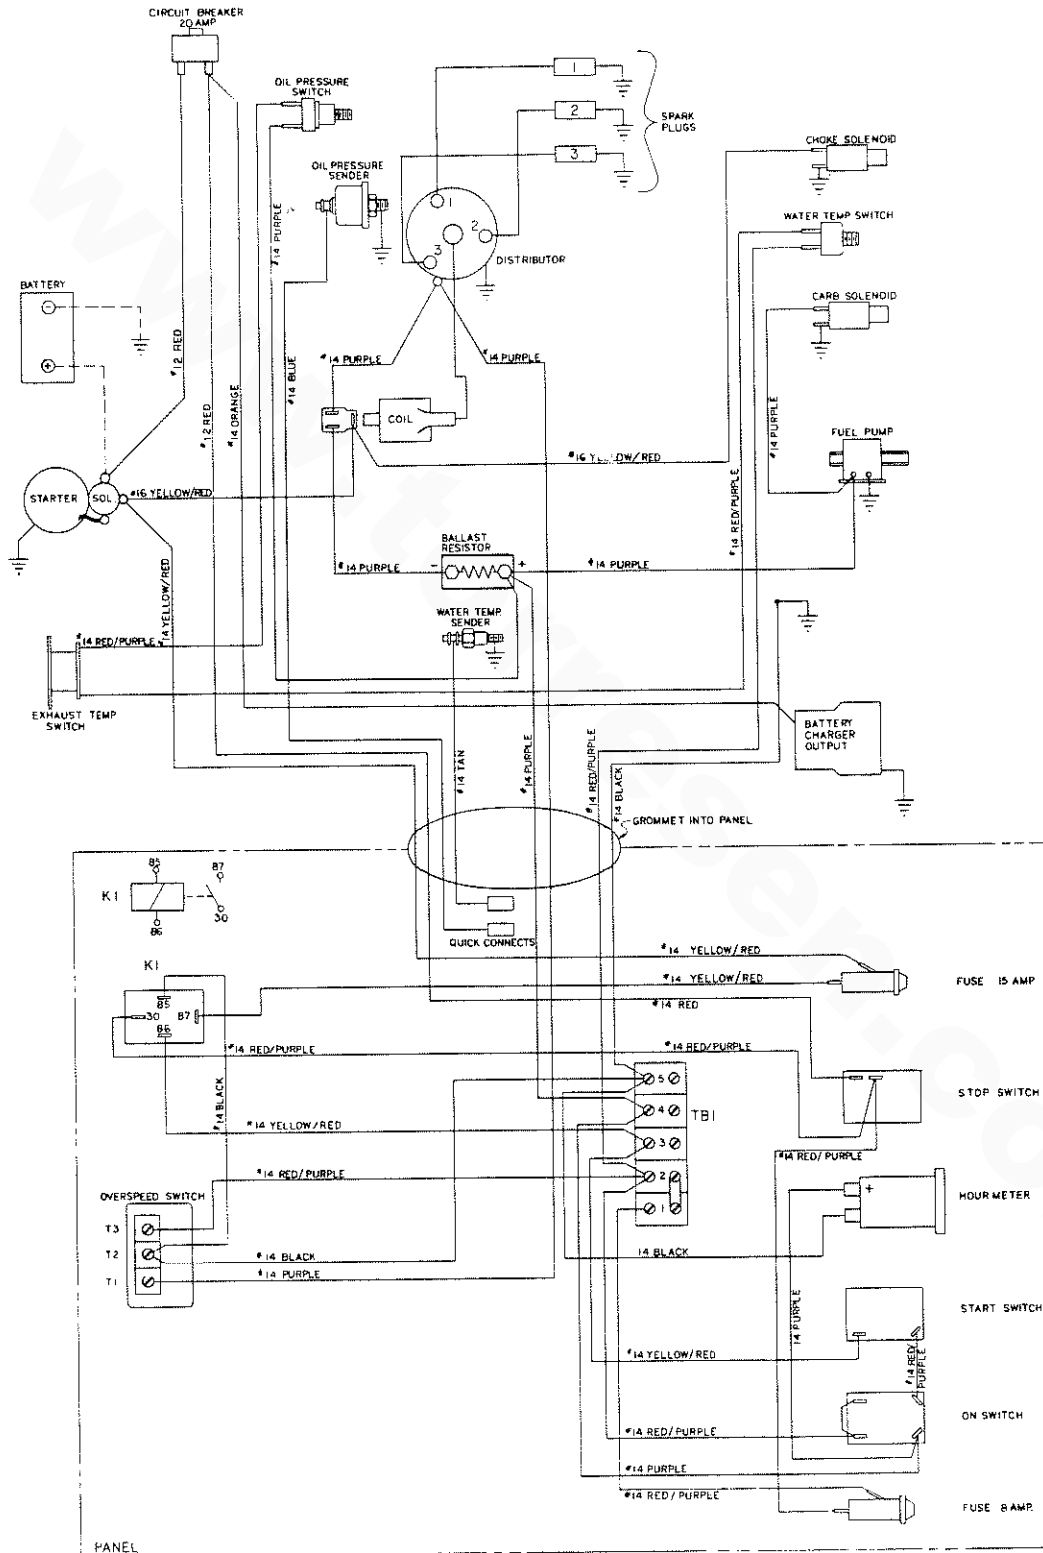 CIRCUIT BREAKER
20 AMP
OIL PRESSURE
SWITCH
1
2
3
SPARK
PLUGS
CHOKE SOLENOID
OIL PRESSURE
SENDER
#14 PURPLE
1
2
3
DISTRIBUTOR
WATER TEMP SWITCH
BATTERY
-
+
CARB SOLENOID
#12 RED
#12 RED
#14 ORANGE
#14 BLUE
#14 PURPLE
#14 PURPLE
COIL
#14 PURPLE
FUEL PUMP
#16 YELLOW/RED
STARTER
SOL
#16 YELLOW/RED
#14 RED/PURPLE
BALLAST
RESISTOR
#14 PURPLE
-
+
#14 PURPLE
#14 YELLOW/RED
WATER TEMP
SENDER
#14 RED/PURPLE
EXHAUST TEMP
SWITCH
BATTERY
CHARGER
OUTPUT
#14 TAN
#14 PURPLE
#14 RED/PURPLE
#14 BLACK
GROMMET INTO PANEL
K1
85
86
87
30
QUICK CONNECTS
#14 YELLOW/RED
#14 YELLOW/RED
FUSE 15 AMP
#14 RED
K1
85
30
87
86
#14 RED/PURPLE
#14 RED/PURPLE
#14 BLACK
5
4
3
2
1
TB1
STOP SWITCH
#14 YELLOW/RED
#14 RED/PURPLE
#14 RED/PURPLE
OVERSPEED SWITCH
T3
T2
T1
#14 BLACK
#14 PURPLE
+
HOUR METER
14 BLACK
14 PURPLE
START SWITCH
#14 YELLOW/RED
#14 RED/
PURPLE
ON SWITCH
#14 RED/PURPLE
#14 PURPLE
#14 RED/PURPLE
FUSE 8 AMP.
PANEL